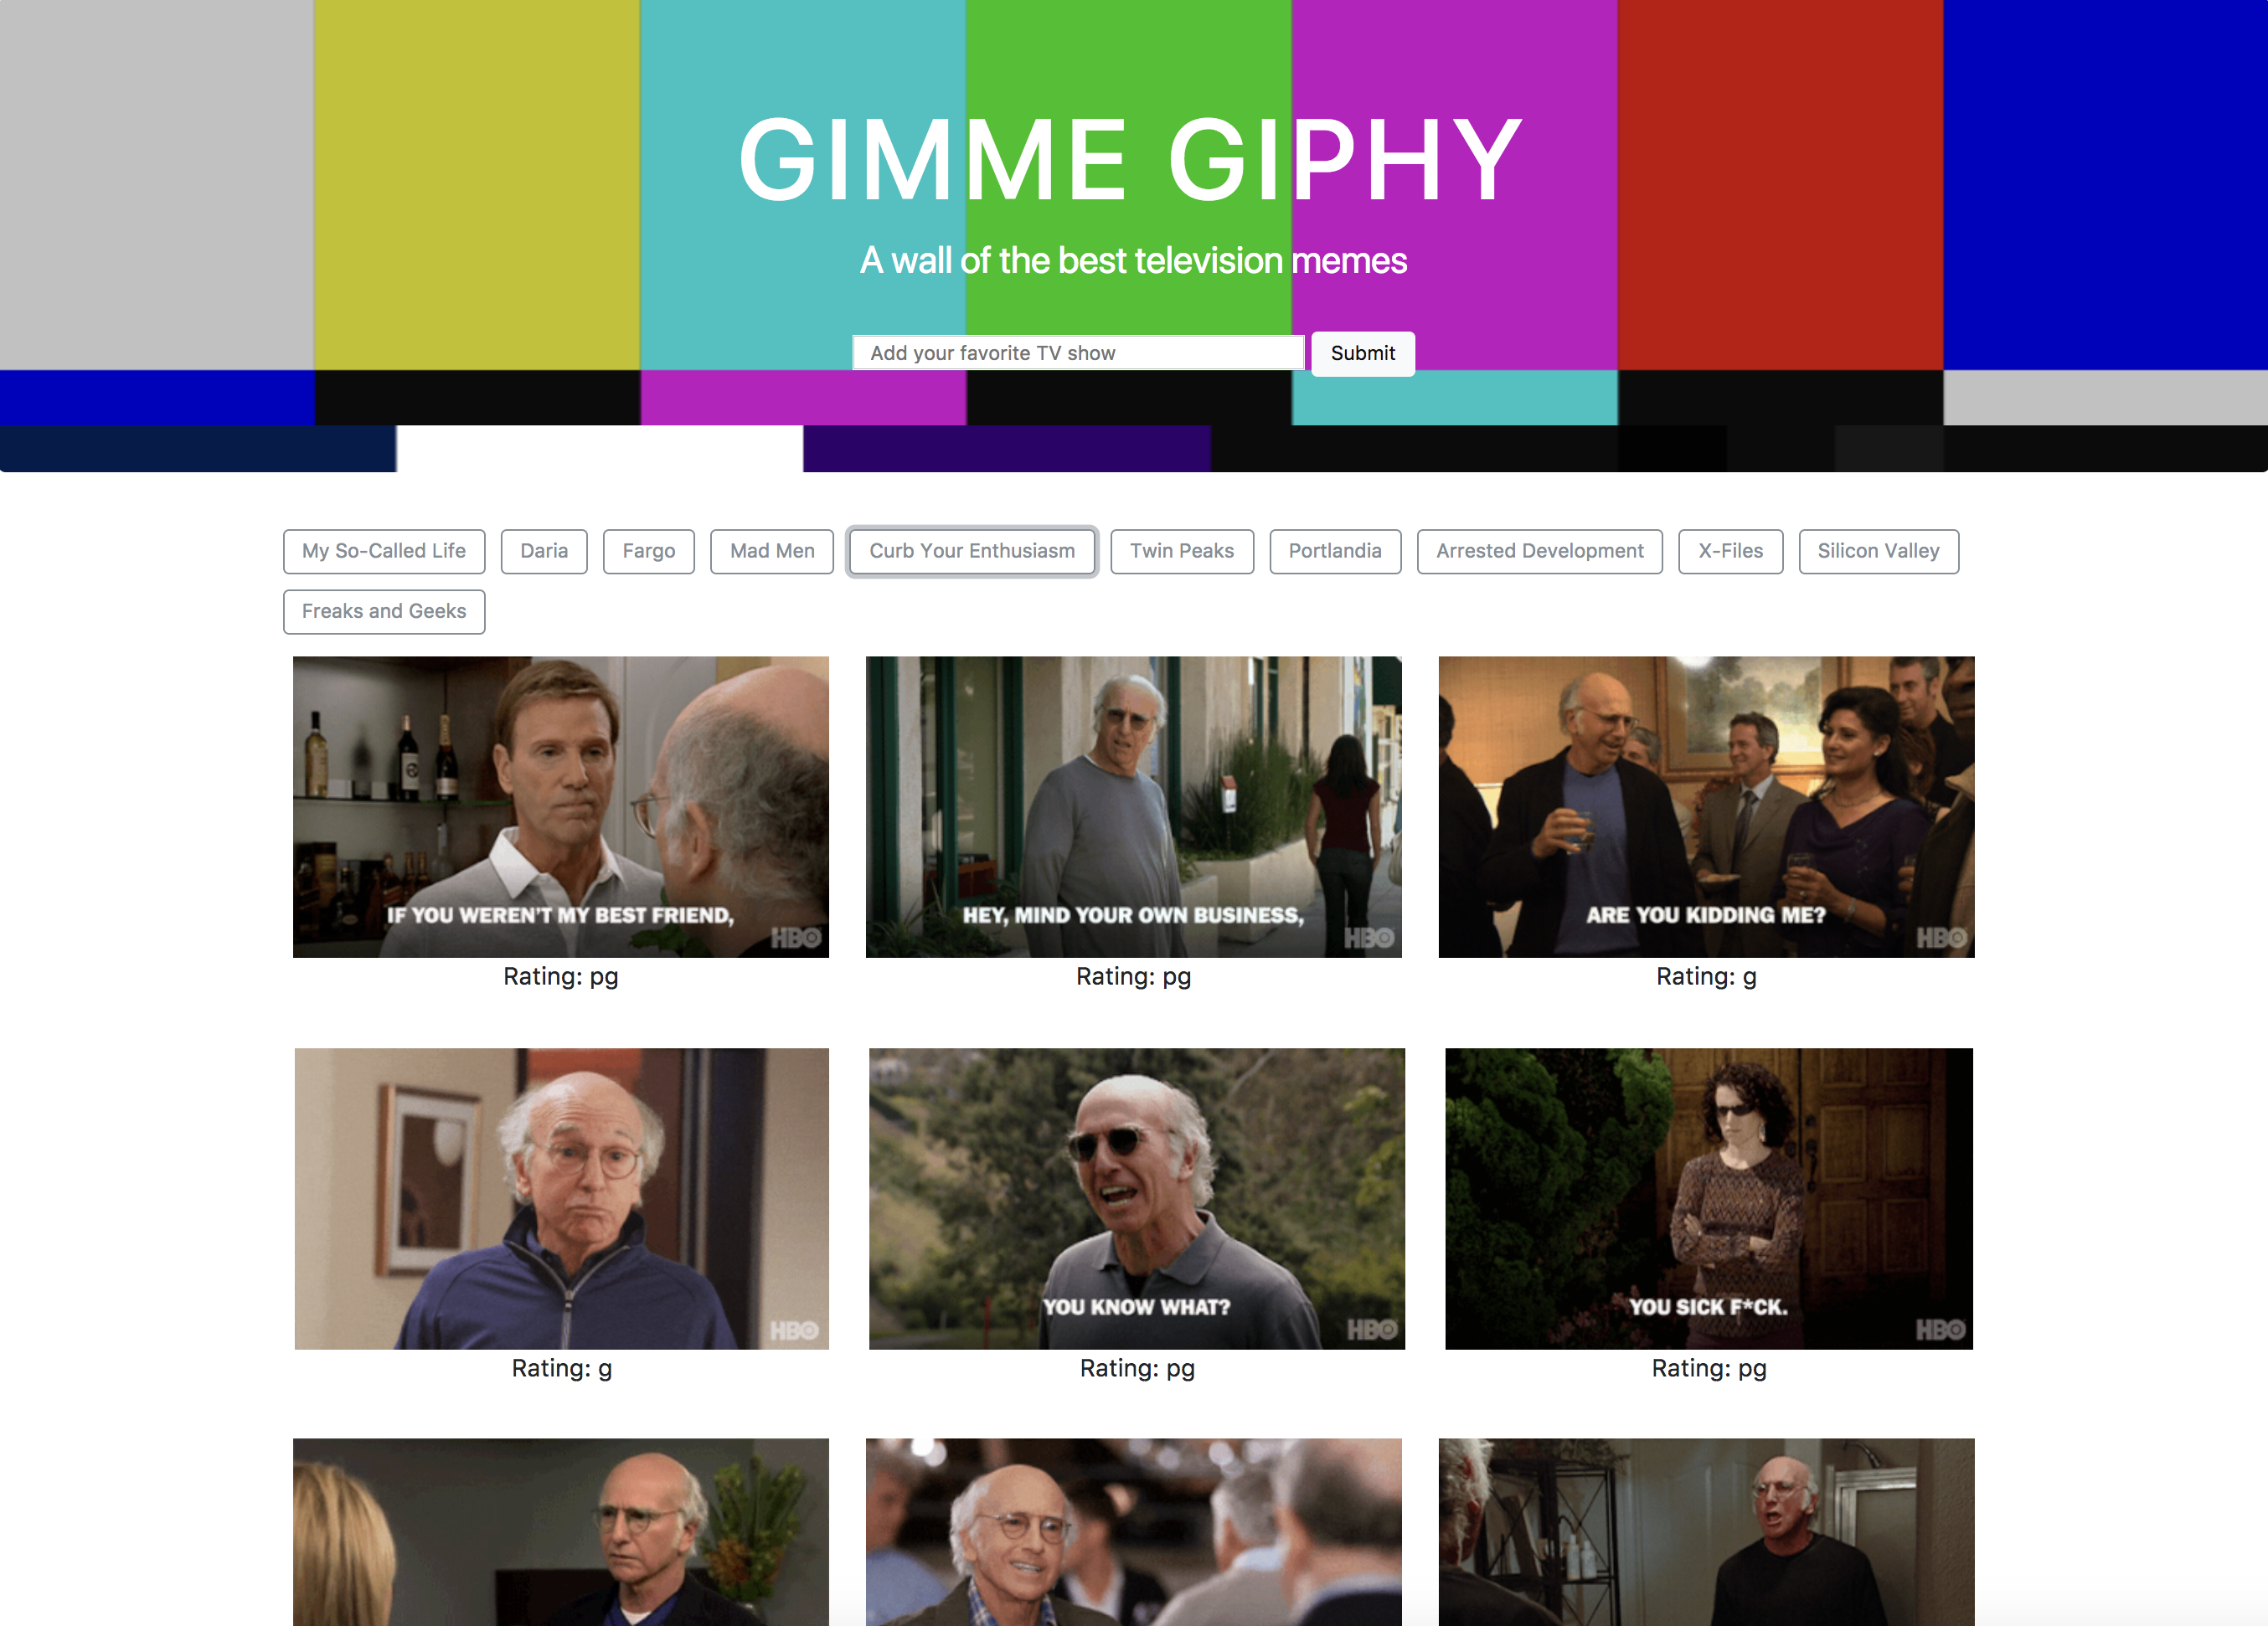 GIMME GIPHY
A wall of the best television memes
Add your favorite TV show
Submit
My So-Called Life
Daria
Fargo
Mad Men
Curb Your Enthusiasm
Twin Peaks
Portlandia
Arrested Development
X-Files
Silicon Valley
Freaks and Geeks
IF YOU WEREN'T MY BEST FRIEND,
HBO
HEY, MIND YOUR OWN BUSINESS,
HBO
ARE YOU KIDDING ME?
HBO
Rating: pg
Rating: pg
Rating: g
HBO
YOU KNOW WHAT?
HBO
YOU SICK F*CK.
HBO
Rating: g
Rating: pg
Rating: pg